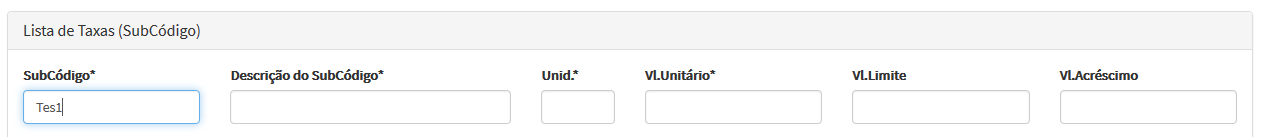 Lista de Taxas (SubCódigo)
SubCódigo* Descrição do SubCódigo* Unid.* Vl.Unitário* Vl.Limite Vl.Acréscimo
Tes1